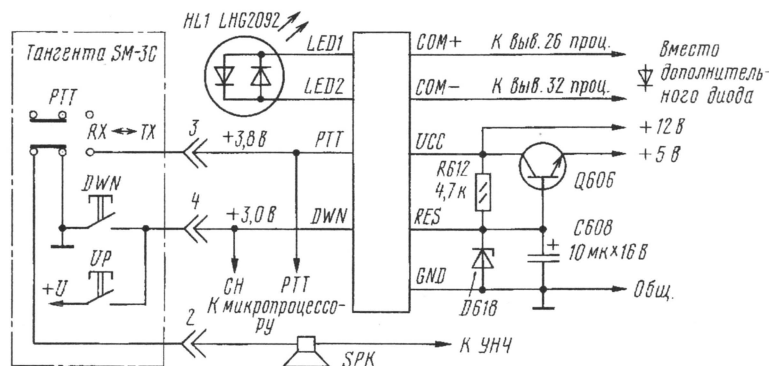 HL1 LHG2092
Тангента SM-3C
PTT
RX ↔ TX
DWN
UP
+U
3
+3,6 В
4
+3,0 В
2
CH
PTT
К микропроцессо-
ру
SPK
К УНЧ
LED1
LED2
PTT
DWN
COM+
COM−
UCC
RES
GND
К выв. 26 проц.
К выв. 32 проц.
Вместо
дополнитель-
ного диода
+12 В
+5 В
R612
4,7 к
Q606
C608
+
10 мк×16 В
D618
Общ.